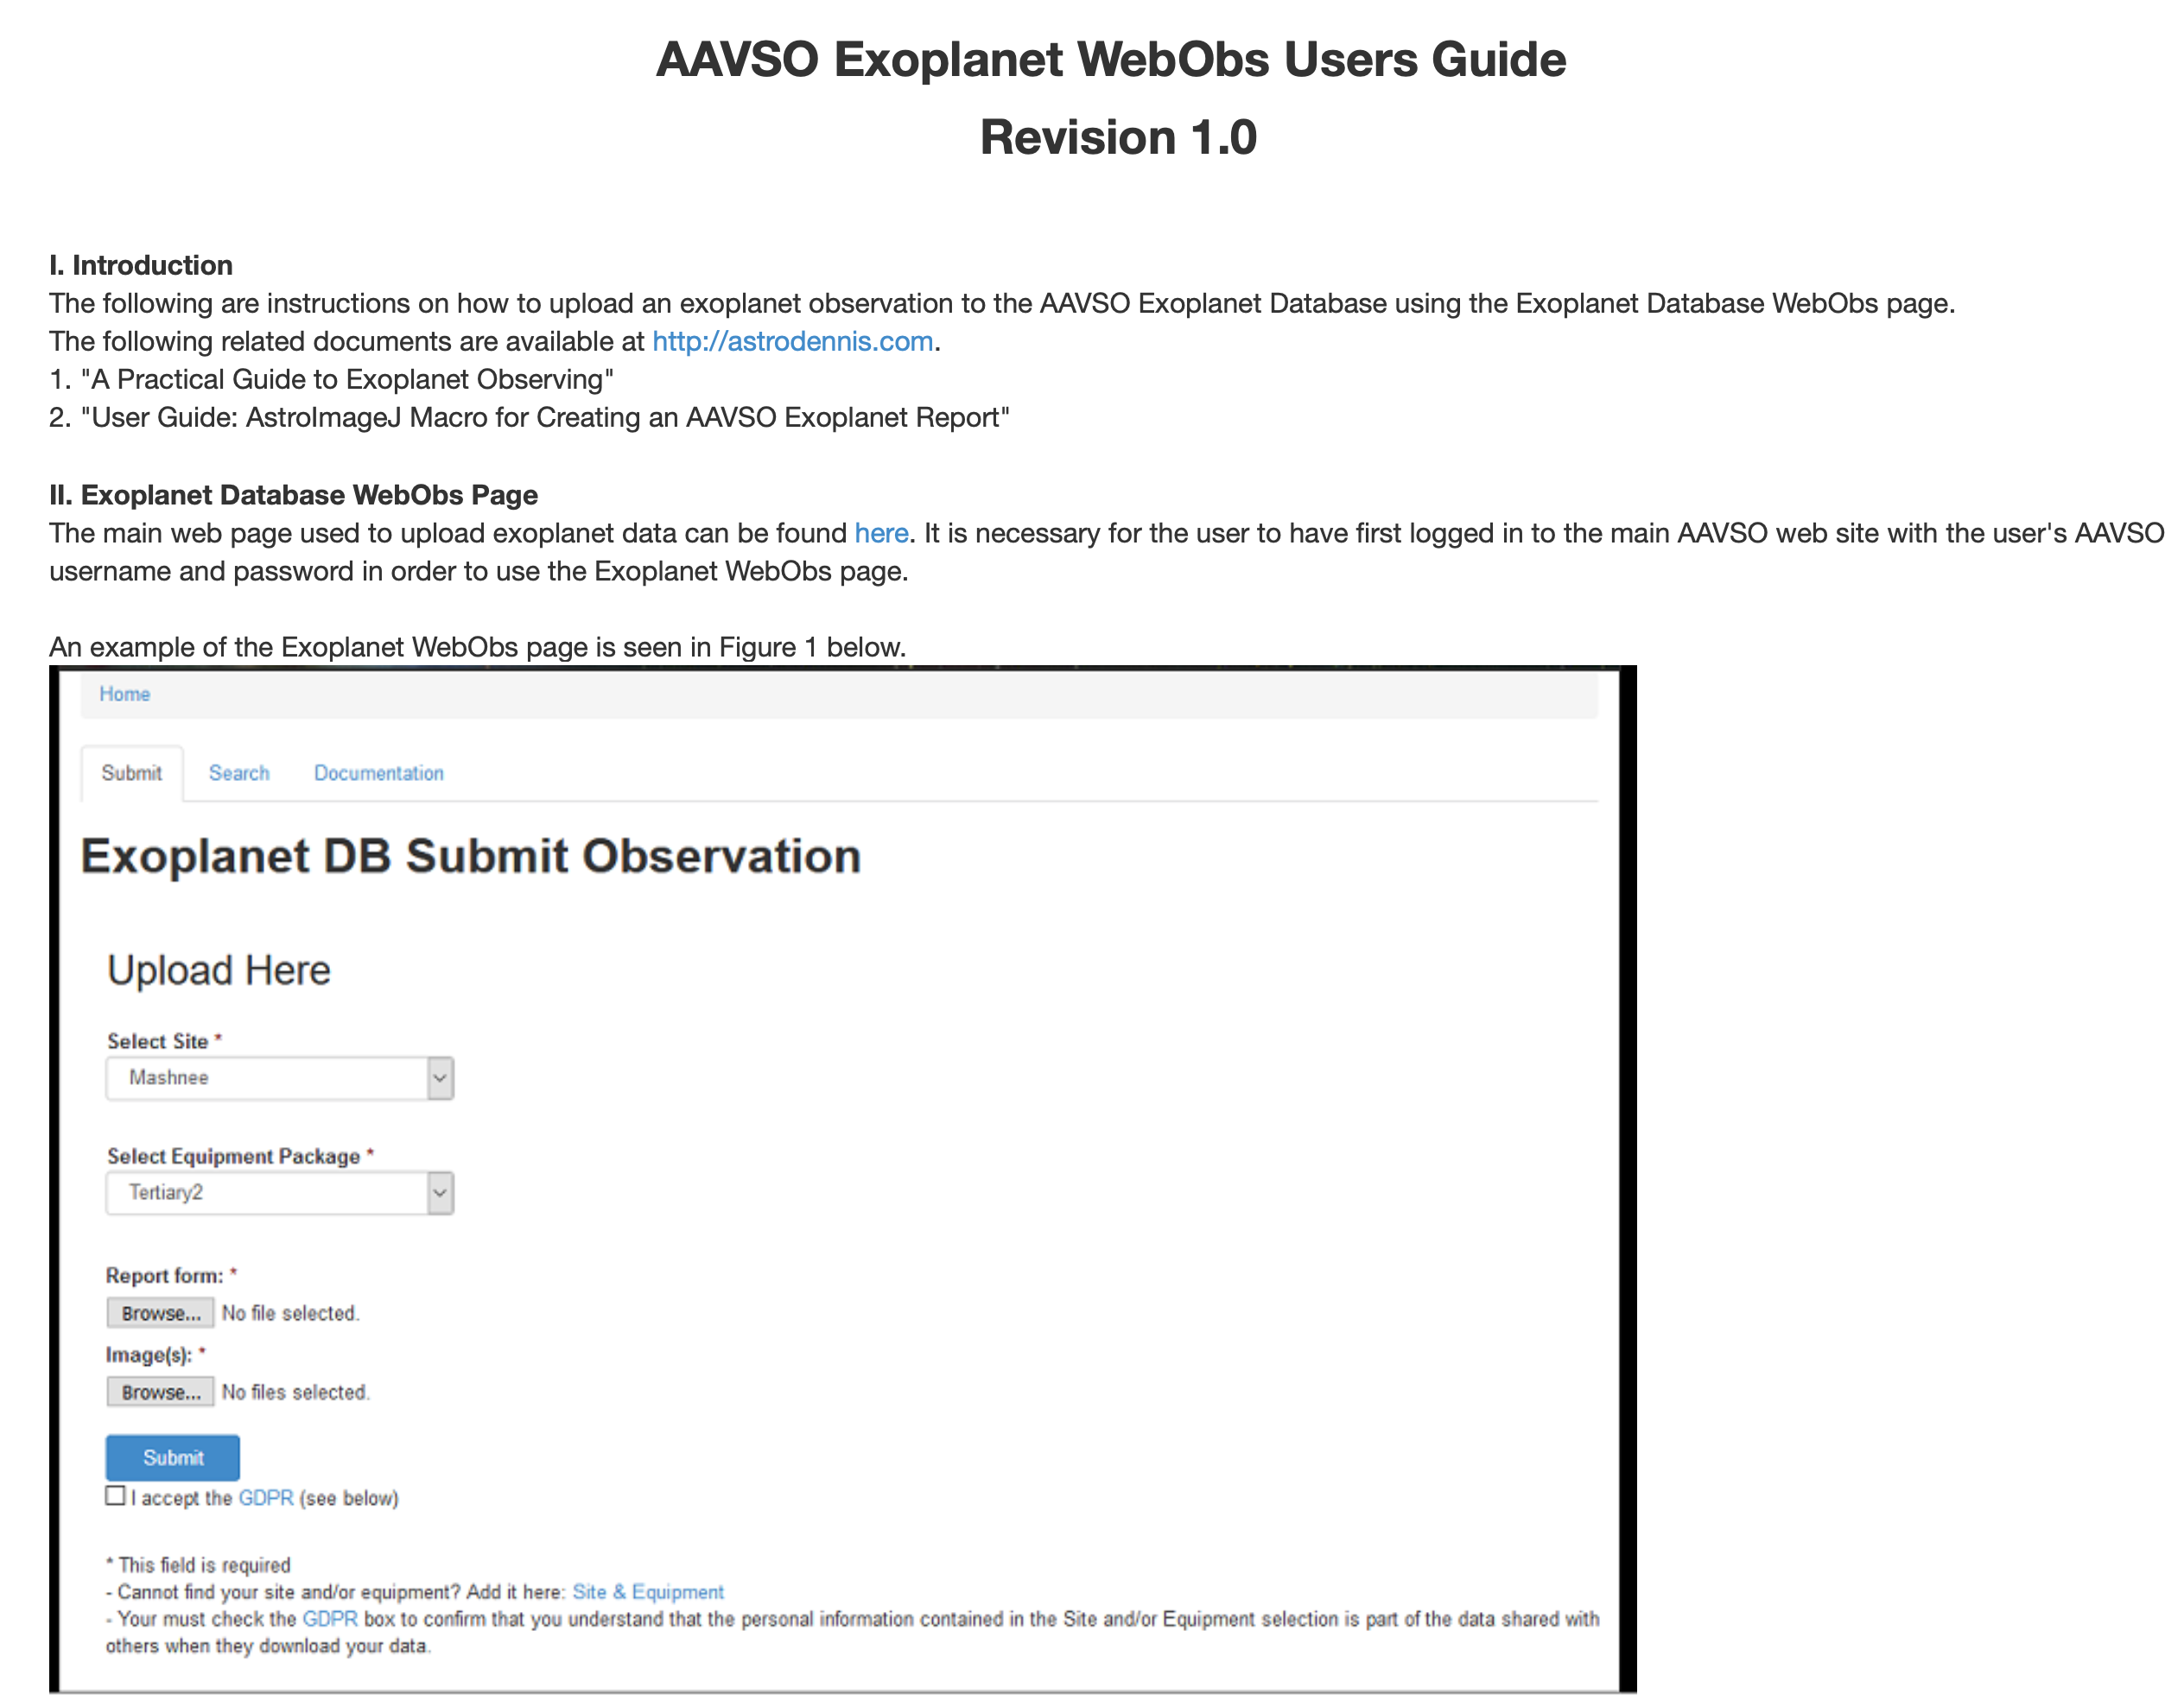 AAVSO Exoplanet WebObs Users Guide
Revision 1.0
I. Introduction
The following are instructions on how to upload an exoplanet observation to the AAVSO Exoplanet Database using the Exoplanet Database WebObs page.
The following related documents are available at http://astrodennis.com.
1. "A Practical Guide to Exoplanet Observing"
2. "User Guide: AstroImageJ Macro for Creating an AAVSO Exoplanet Report"
II. Exoplanet Database WebObs Page
The main web page used to upload exoplanet data can be found here. It is necessary for the user to have first logged in to the main AAVSO web site with the user's AAVSO
username and password in order to use the Exoplanet WebObs page.
An example of the Exoplanet WebObs page is seen in Figure 1 below.
Home
Submit Search Documentation
Exoplanet DB Submit Observation
Upload Here
Select Site *
Mashnee
Select Equipment Package *
Tertiary2
Report form: *
Browse... No file selected.
Image(s): *
Browse... No files selected.
Submit
I accept the GDPR (see below)
* This field is required
- Cannot find your site and/or equipment? Add it here: Site & Equipment
- Your must check the GDPR box to confirm that you understand that the personal information contained in the Site and/or Equipment selection is part of the data shared with
others when they download your data.